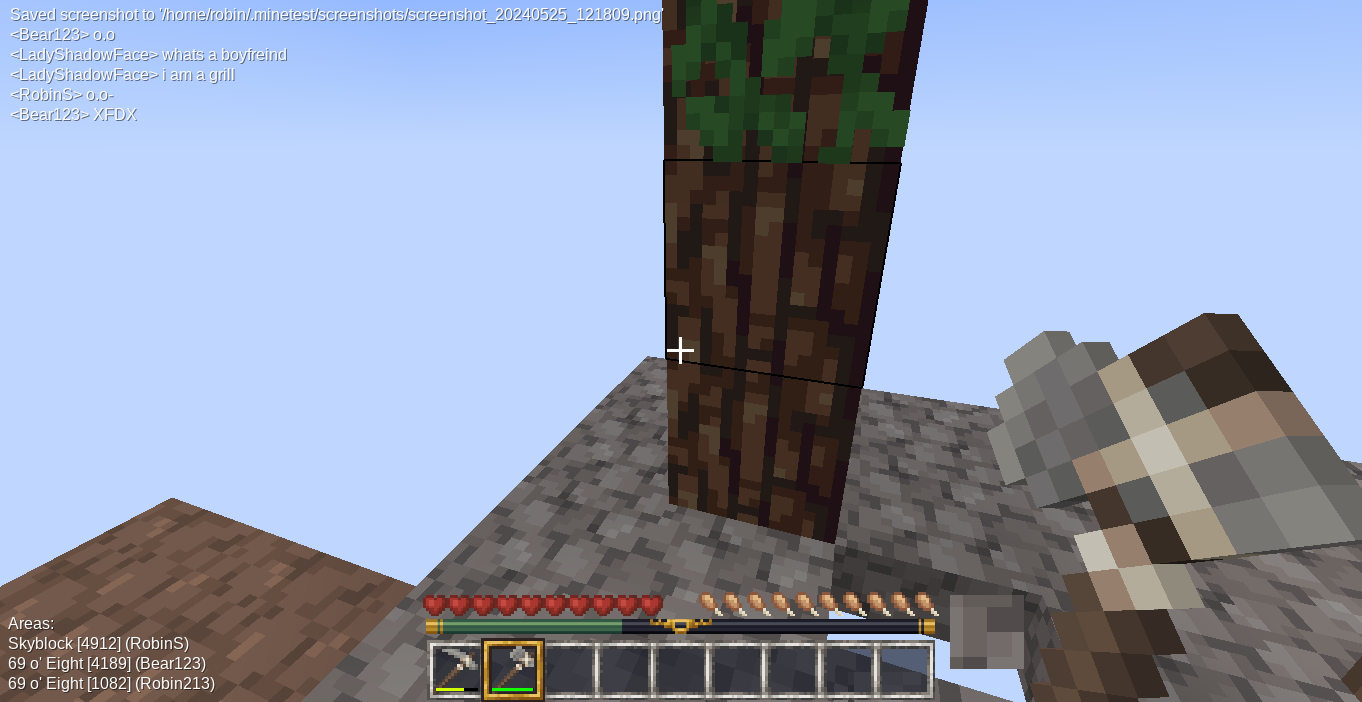 Saved screenshot to '/home/robin/.minetest/screenshots/screenshot_20240525_121809.png'
<Bear123> o.o
<LadyShadowFace> whats a boyfreind
<LadyShadowFace> i am a grill
<RobinS> o.o-
<Bear123> XFDX
Areas:
Skyblock [4912] (RobinS)
69 o' Eight [4189] (Bear123)
69 o' Eight [1082] (Robin213)